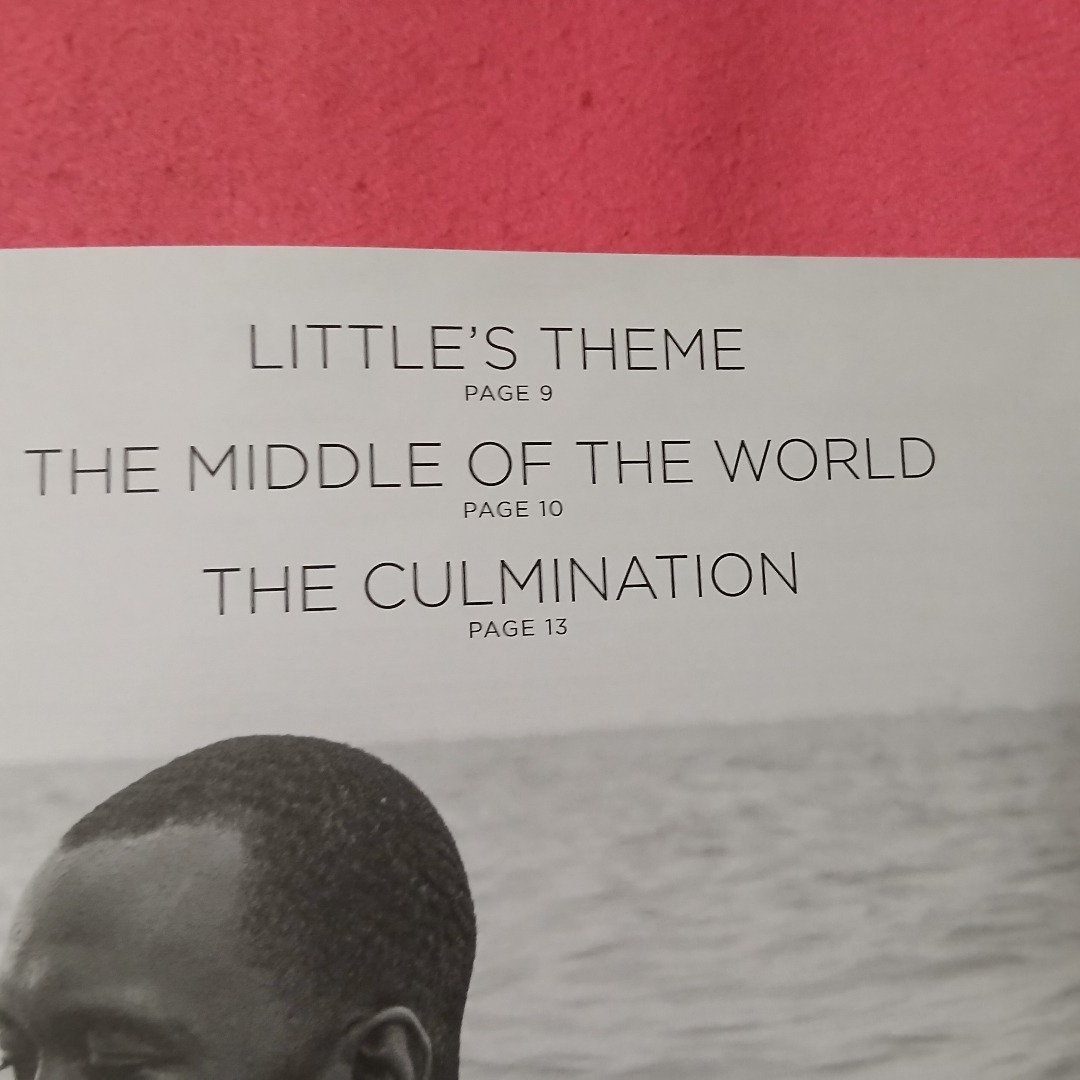 LITTLE'S THEME
PAGE 9
THE MIDDLE OF THE WORLD
PAGE 10
THE CULMINATION
PAGE 13